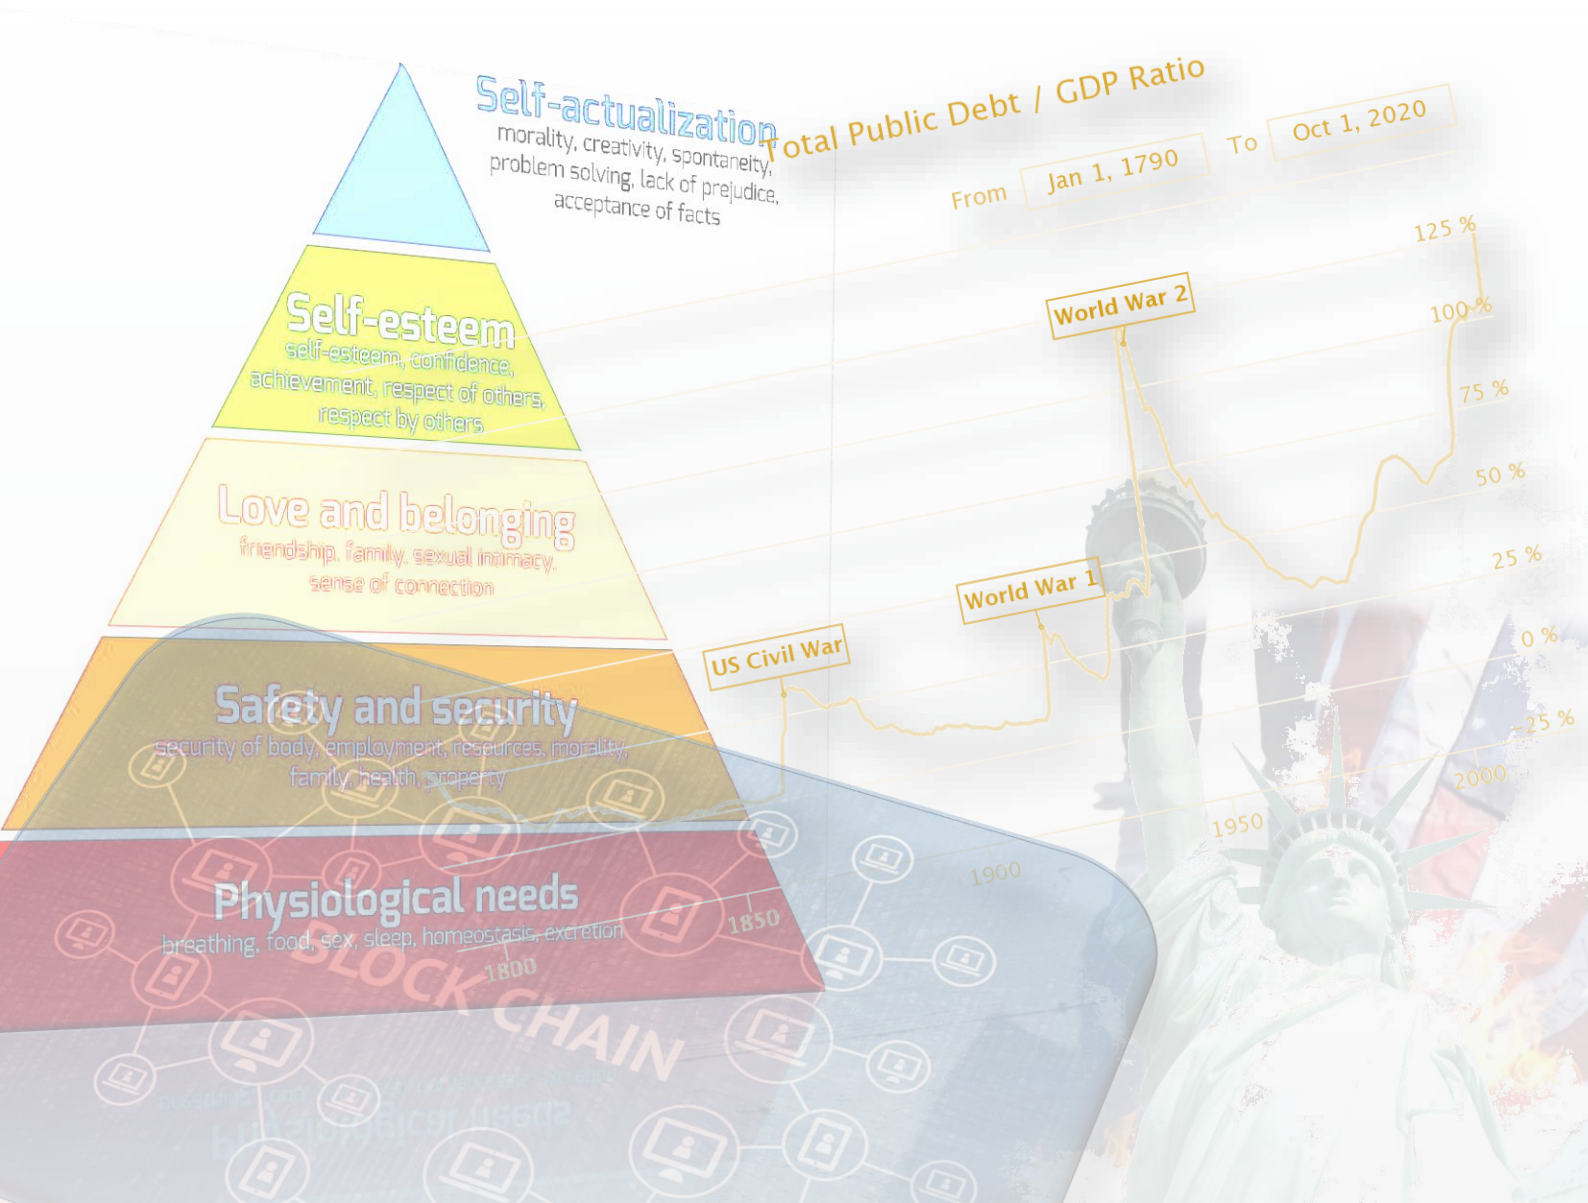 Self-actualization
morality, creativity, spontaneity,
problem solving, lack of prejudice,
acceptance of facts
Self-esteem
self-esteem, confidence,
achievement, respect of others,
respect by others
Love and belonging
friendship, family, sexual intimacy,
sense of connection
Safety and security
security of body, employment, resources, morality,
family, health, property
Physiological needs
breathing, food, sex, sleep, homeostasis, excretion
BLOCK CHAIN
Physiological needs
Total Public Debt / GDP Ratio
From Jan 1, 1790 To Oct 1, 2020
125 %
100 %
75 %
50 %
25 %
0 %
-25 %
World War 2
World War 1
US Civil War
1800
1850
1900
1950
2000